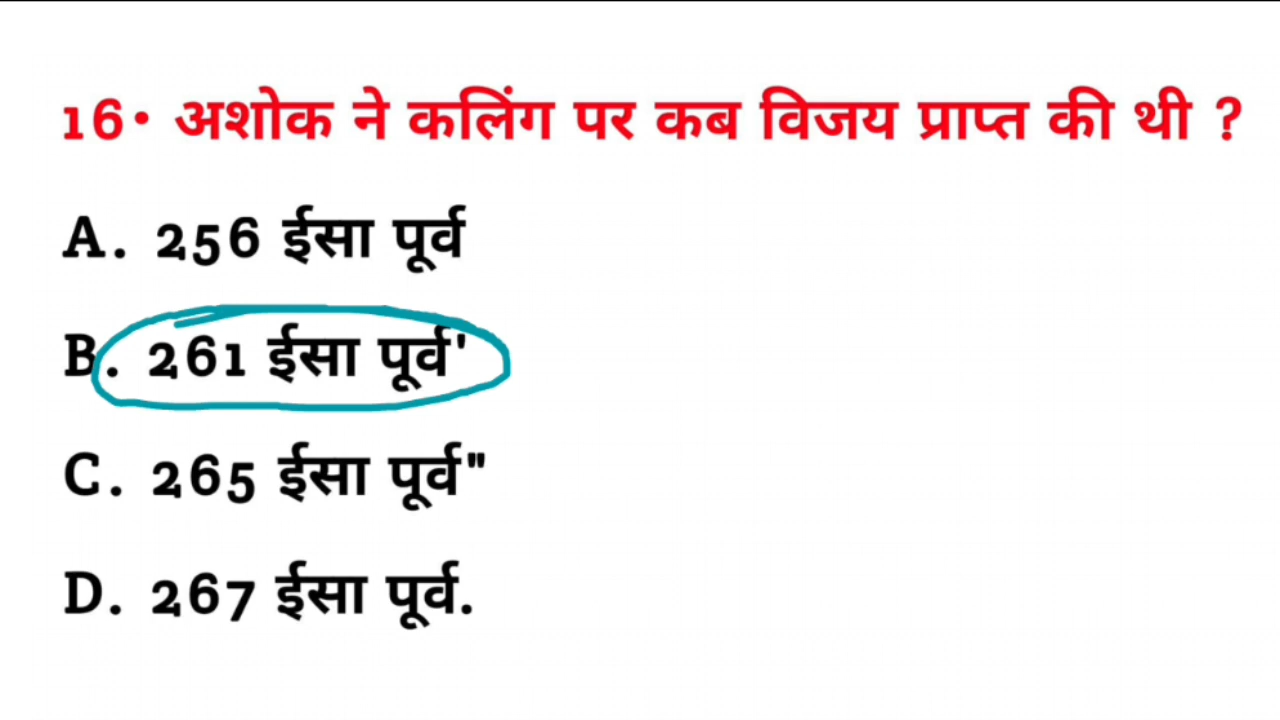 16• अशोक ने कलिंग पर कब विजय प्राप्त की थी ?
A. 256 ईसा पूर्व
B. 261 ईसा पूर्व'
C. 265 ईसा पूर्व"
D. 267 ईसा पूर्व.